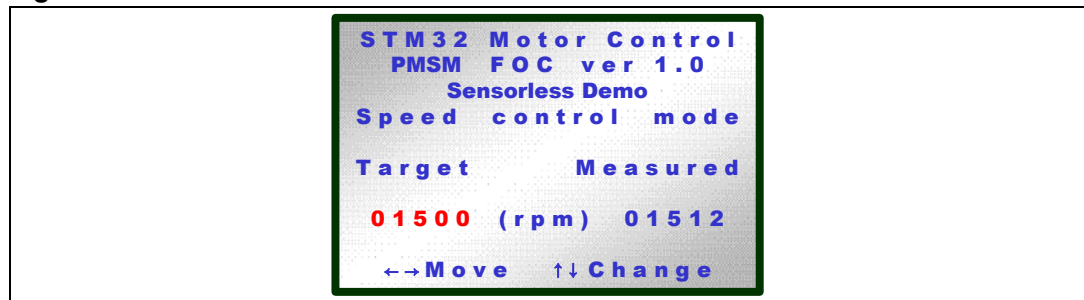 STM32 Motor Control
PMSM FOC ver 1.0
Sensorless Demo
Speed control mode
Target Measured
01500 (rpm) 01512
←→Move ↑↓Change